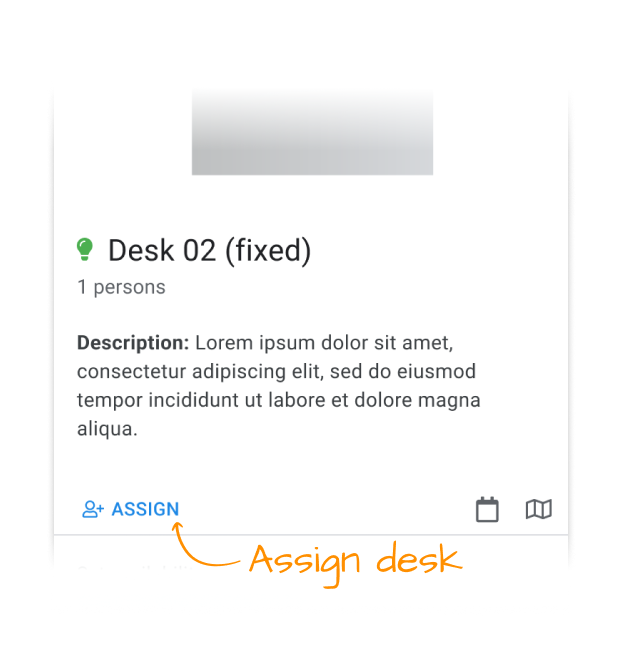 Desk 02 (fixed)
1 persons
Description: Lorem ipsum dolor sit amet,
consectetur adipiscing elit, sed do eiusmod
tempor incididunt ut labore et dolore magna
aliqua.
ASSIGN
Assign desk